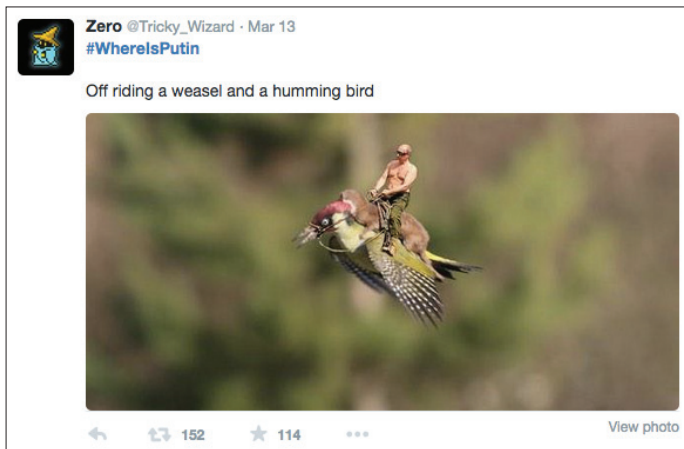 Zero @Tricky_Wizard · Mar 13
#WhereIsPutin
Off riding a weasel and a humming bird
152 114 View photo